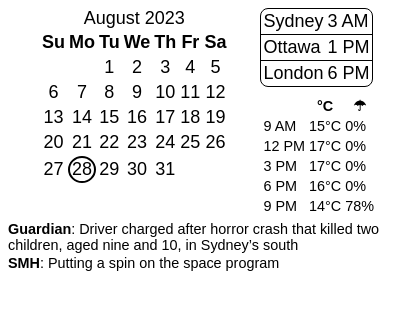 August 2023
Su Mo Tu We Th Fr Sa
1 2 3 4 5
6 7 8 9 10 11 12
13 14 15 16 17 18 19
20 21 22 23 24 25 26
27 28 29 30 31
Sydney 3 AM
Ottawa 1 PM
London 6 PM
°C ☂
9 AM 15°C 0%
12 PM 17°C 0%
3 PM 17°C 0%
6 PM 16°C 0%
9 PM 14°C 78%
Guardian: Driver charged after horror crash that killed two
children, aged nine and 10, in Sydney’s south
SMH: Putting a spin on the space program